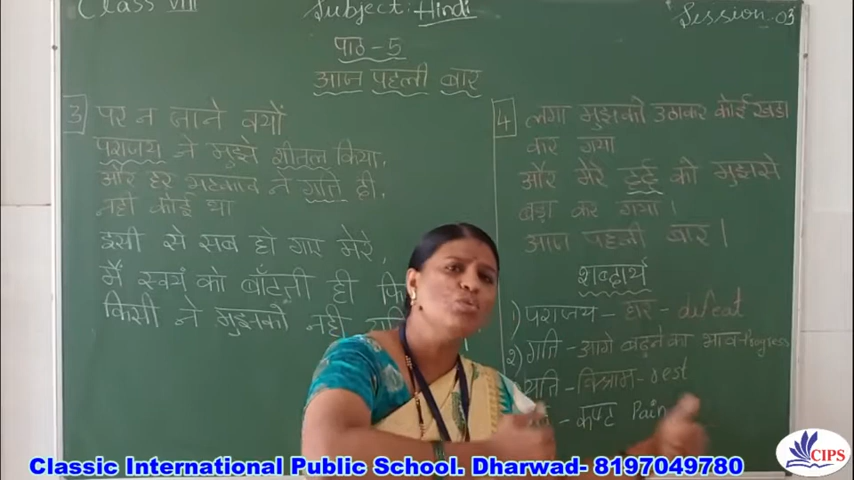 Class VIII
Subject: Hindi
Session: 03
पाठ-5
आज पहली बार
3 पर न जाने क्यों
पराजय ने मुझे शीतल किया,
और हर भटकाव ने गति दी,
नहीं कोई था
इसी से सब हो गए मेरे,
मैं स्वयं को बाँटती ही
किसी ने मुझको नहीं
4 लगा मुझको उठाकर कोई खडा
कर गया
और मेरे दर्द को मुझसे
बड़ा कर गया।
आज पहली बार।
शब्दार्थ
1) पराजय - हार - defeat
2) गति - आगे बढ़ने का भाव - Progress
यति - विश्राम - rest
- कष्ट Pain
Classic International Public School, Dharwad- 8197049780
CIPS